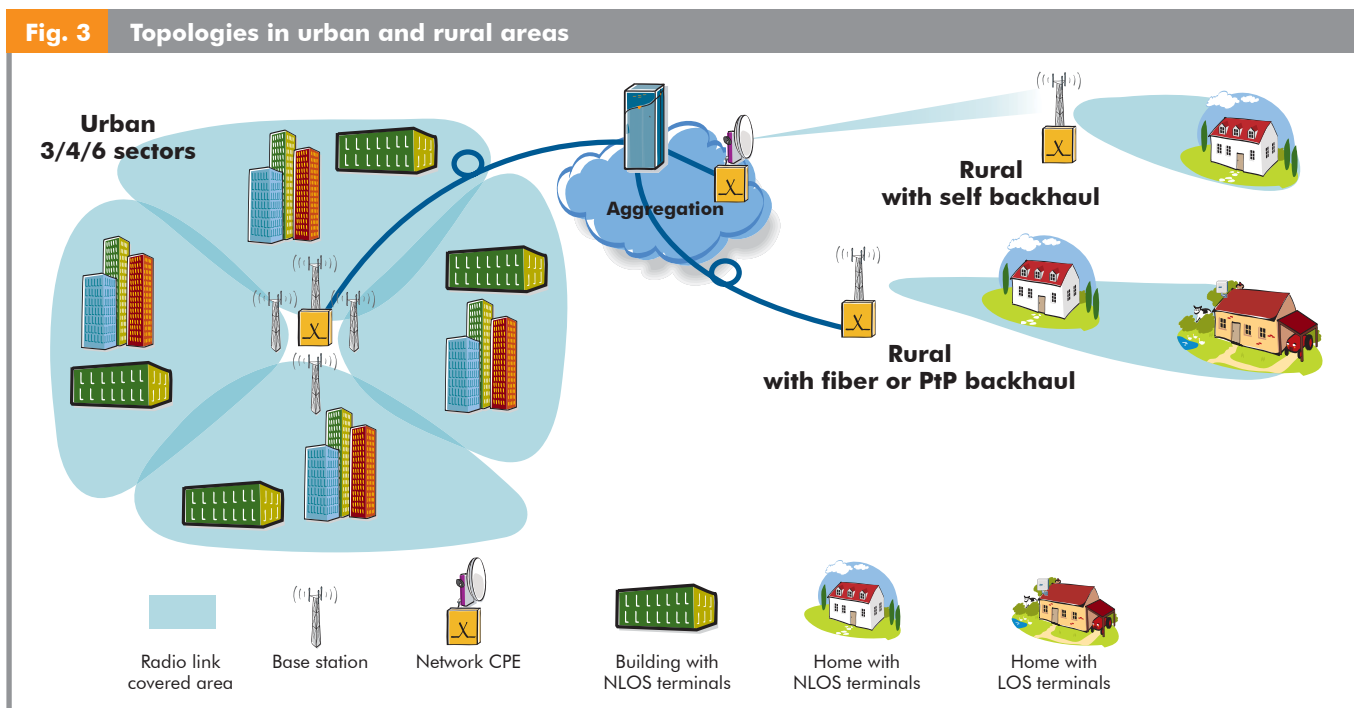 Fig. 3 Topologies in urban and rural areas
Urban
3/4/6 sectors
Aggregation
Rural
with self backhaul
Rural
with fiber or PtP backhaul
Radio link
covered area
Base station
Network CPE
Building with
NLOS terminals
Home with
NLOS terminals
Home with
LOS terminals